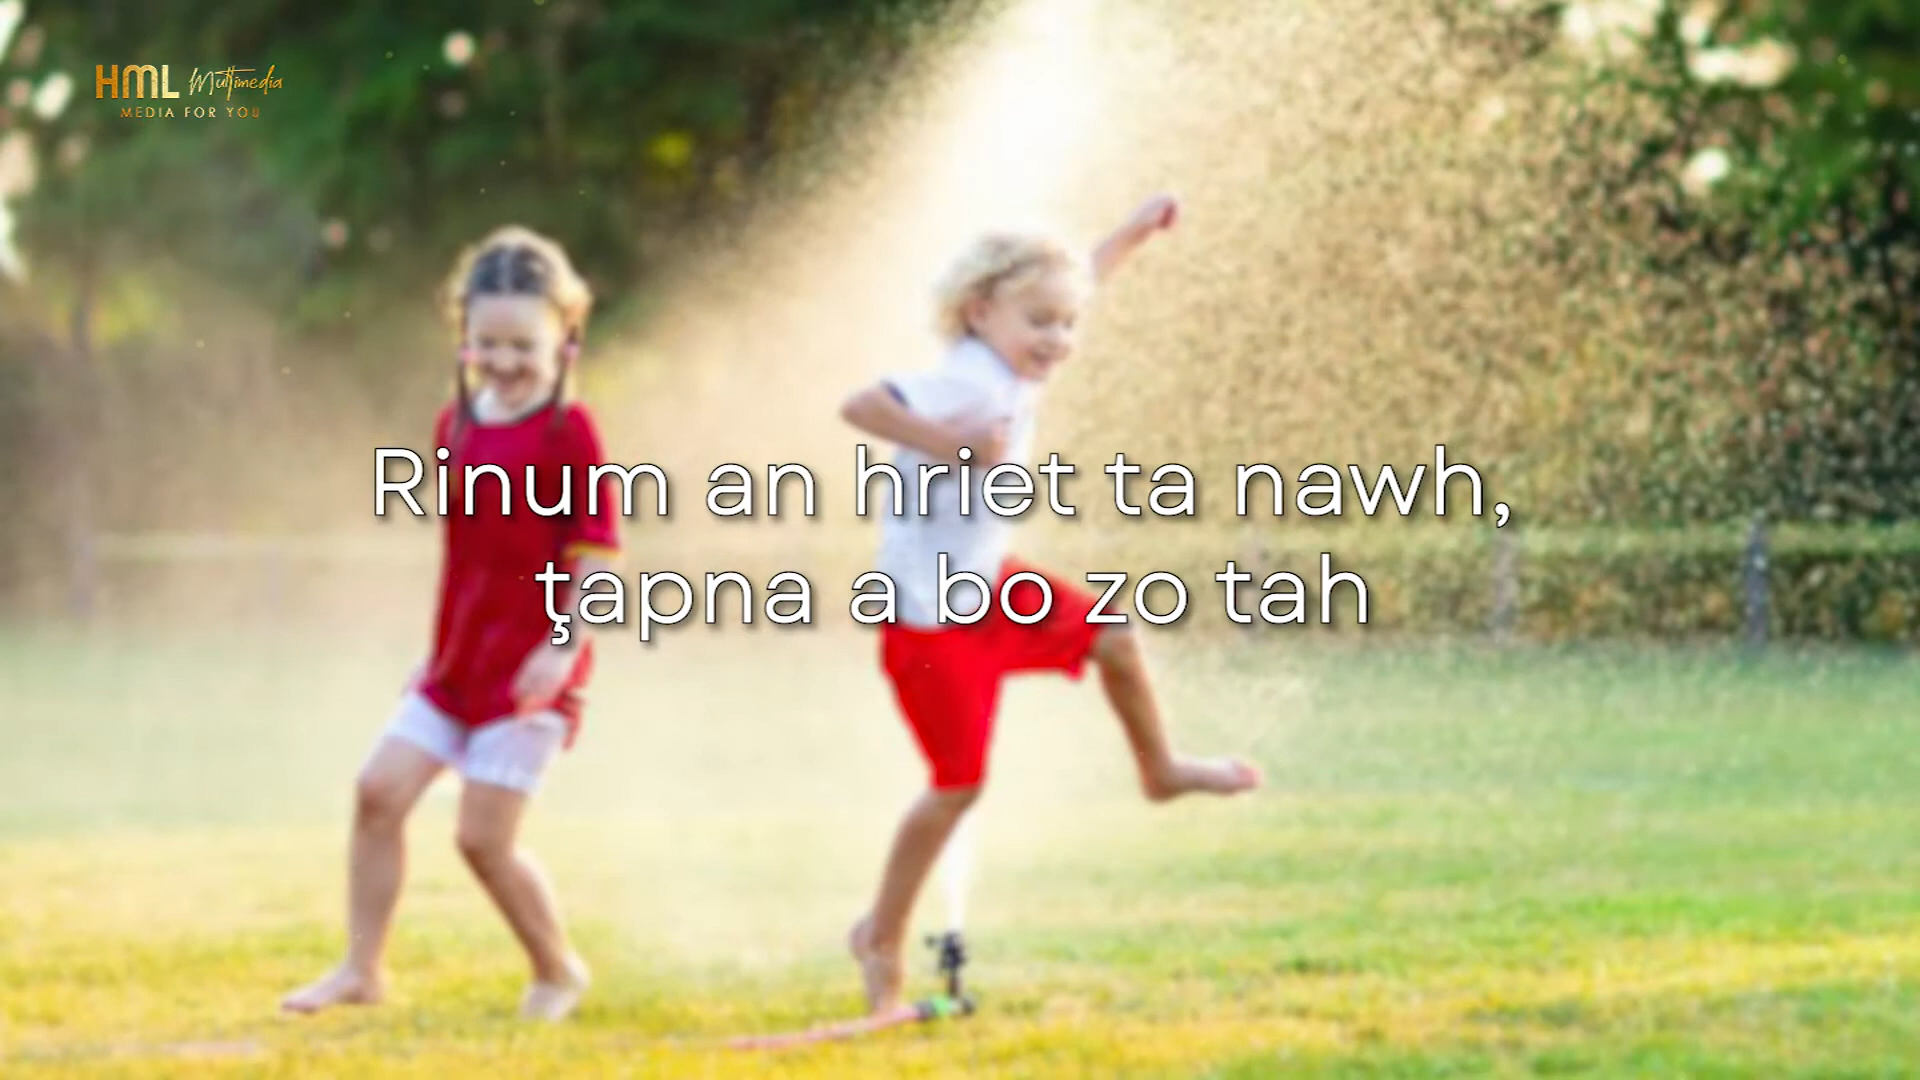 HML Multimedia
MEDIA FOR YOU
Rinum an hriet ta nawh,
ţapna a bo zo tah